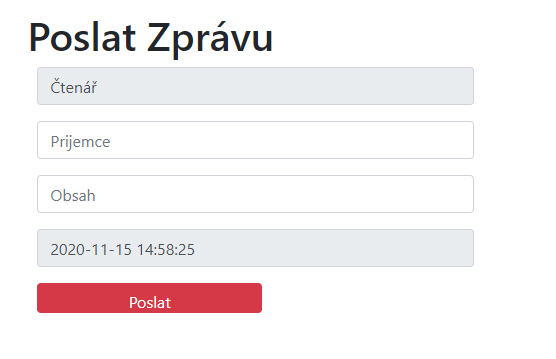 Poslat Zprávu
Čtenář
Prijemce
Obsah
2020-11-15 14:58:25
Poslat